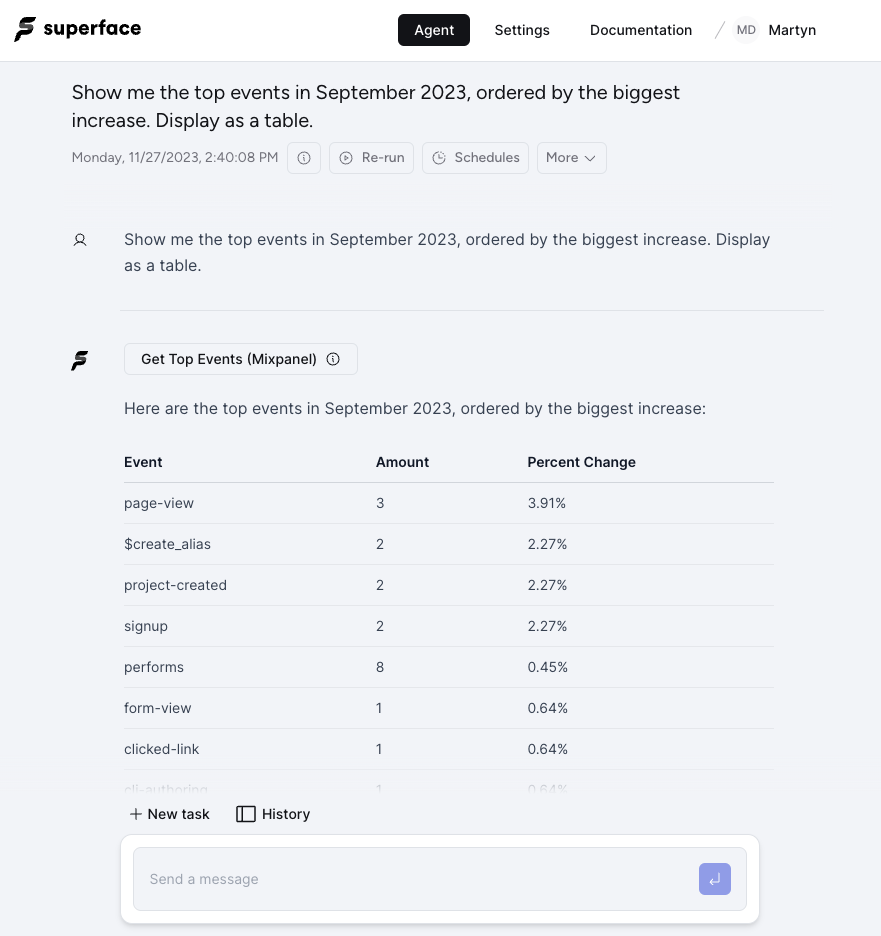 superface
Agent Settings Documentation / MD Martyn
Show me the top events in September 2023, ordered by the biggest
increase. Display as a table.
Monday, 11/27/2023, 2:40:08 PM Re-run Schedules More
Show me the top events in September 2023, ordered by the biggest increase. Display
as a table.
Get Top Events (Mixpanel)
Here are the top events in September 2023, ordered by the biggest increase:
Event Amount Percent Change
page-view 3 3.91%
$create_alias 2 2.27%
project-created 2 2.27%
signup 2 2.27%
performs 8 0.45%
form-view 1 0.64%
clicked-link 1 0.64%
cli-authoring 1 0.64%
+ New task History
Send a message